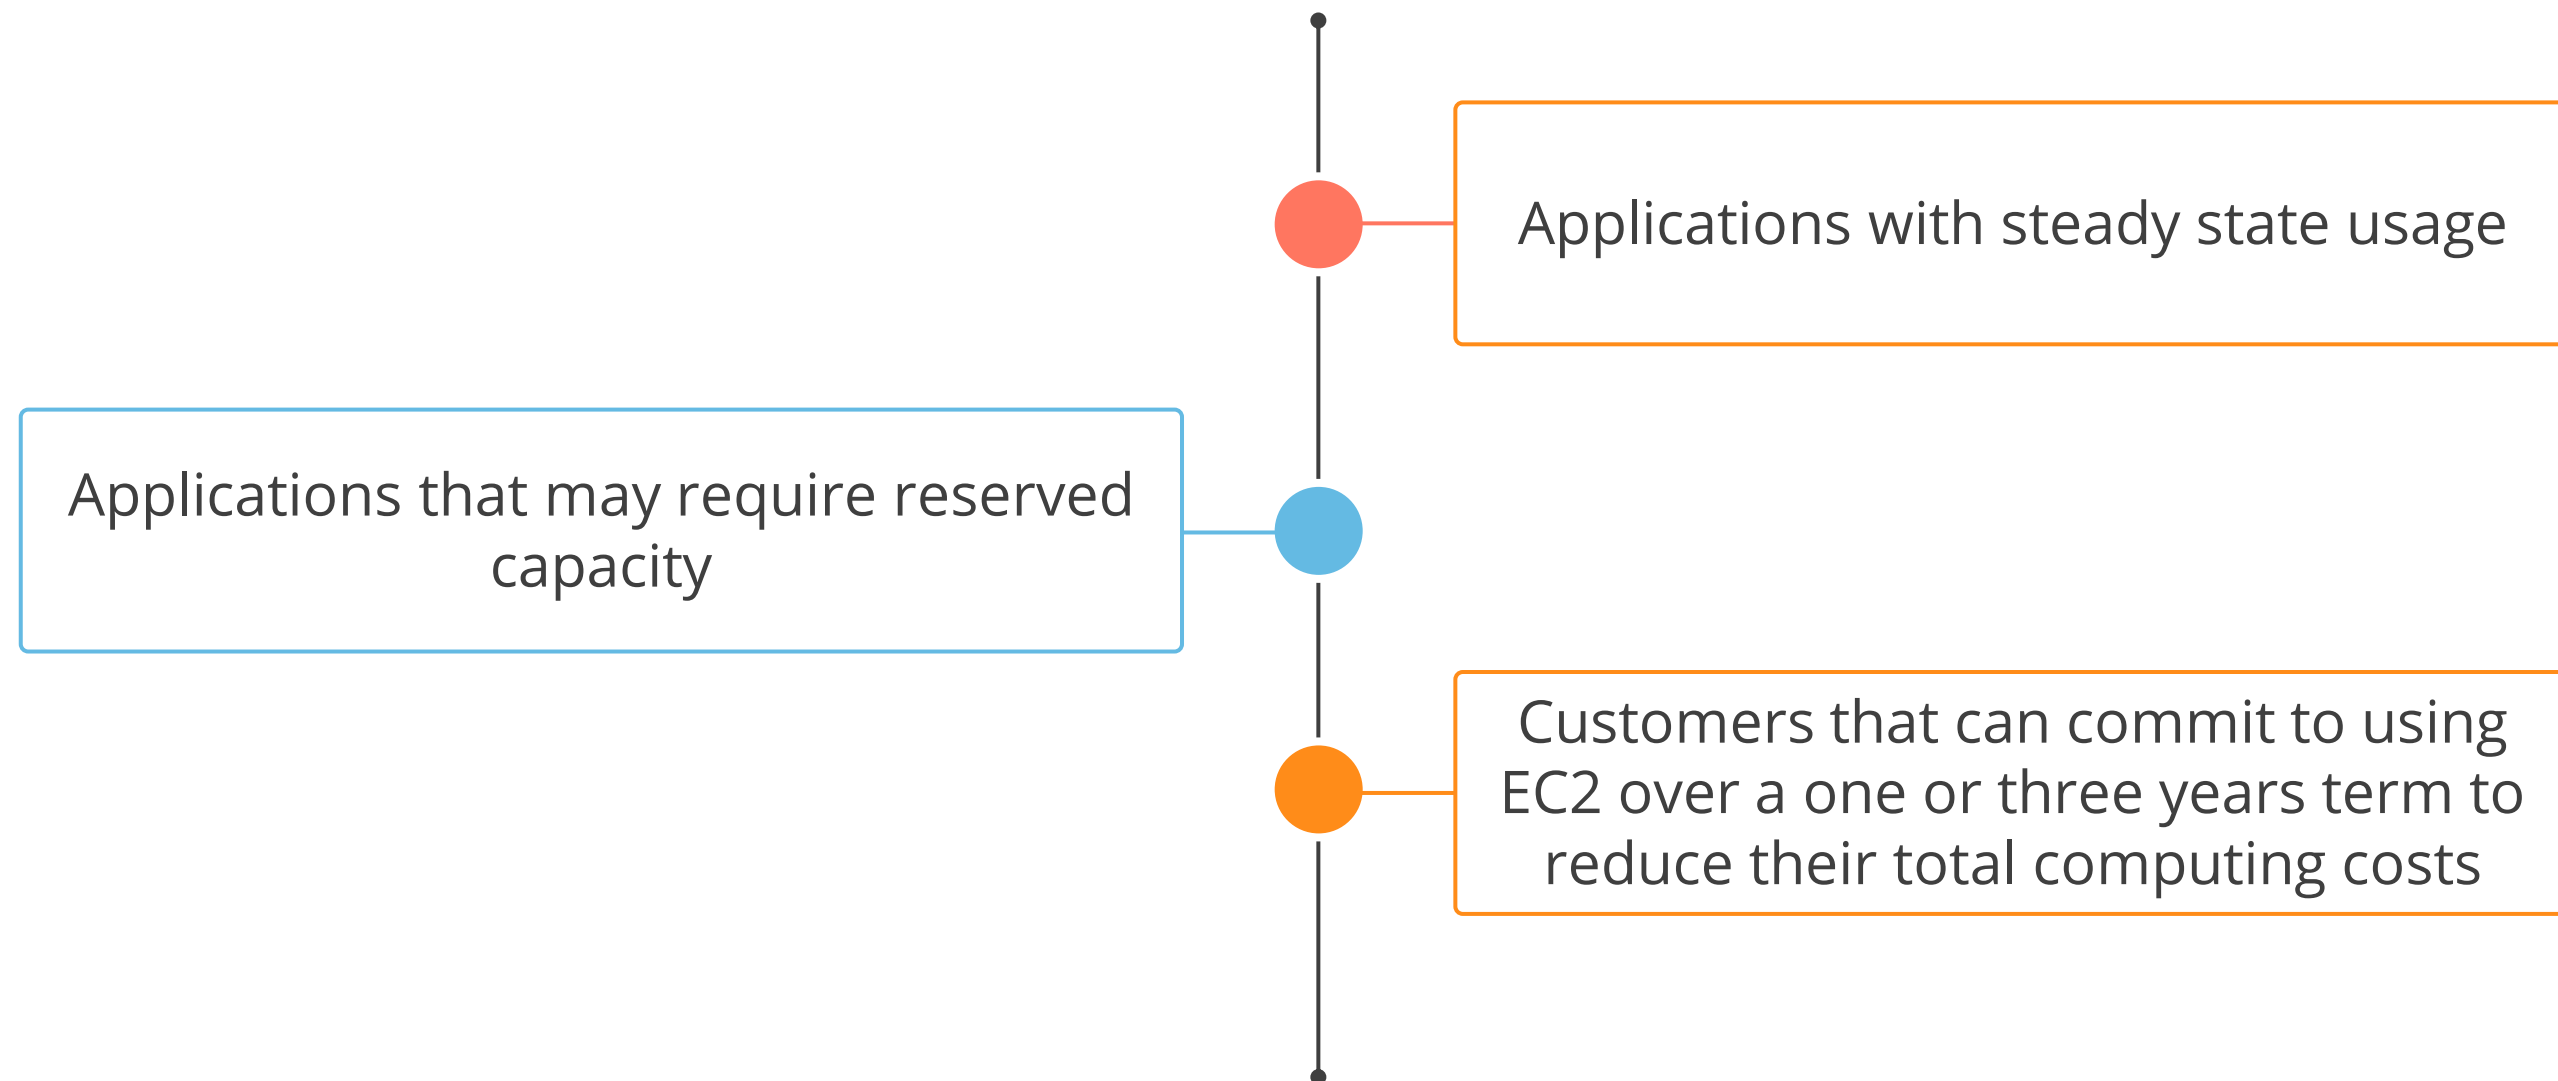 Applications with steady state usage
Applications that may require reserved
capacity
Customers that can commit to using
EC2 over a one or three years term to
reduce their total computing costs